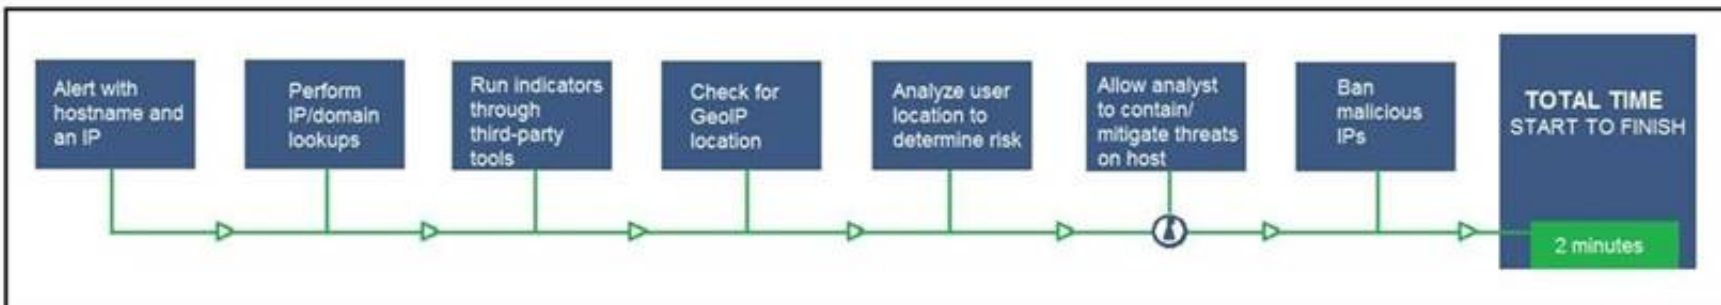 Alert with
hostname and
an IP
Perform
IP/domain
lookups
Run indicators
through
third-party
tools
Check for
GeoIP
location
Analyze user
location to
determine risk
Allow analyst
to contain/
mitigate threats
on host
Ban
malicious
IPs
TOTAL TIME
START TO FINISH
2 minutes